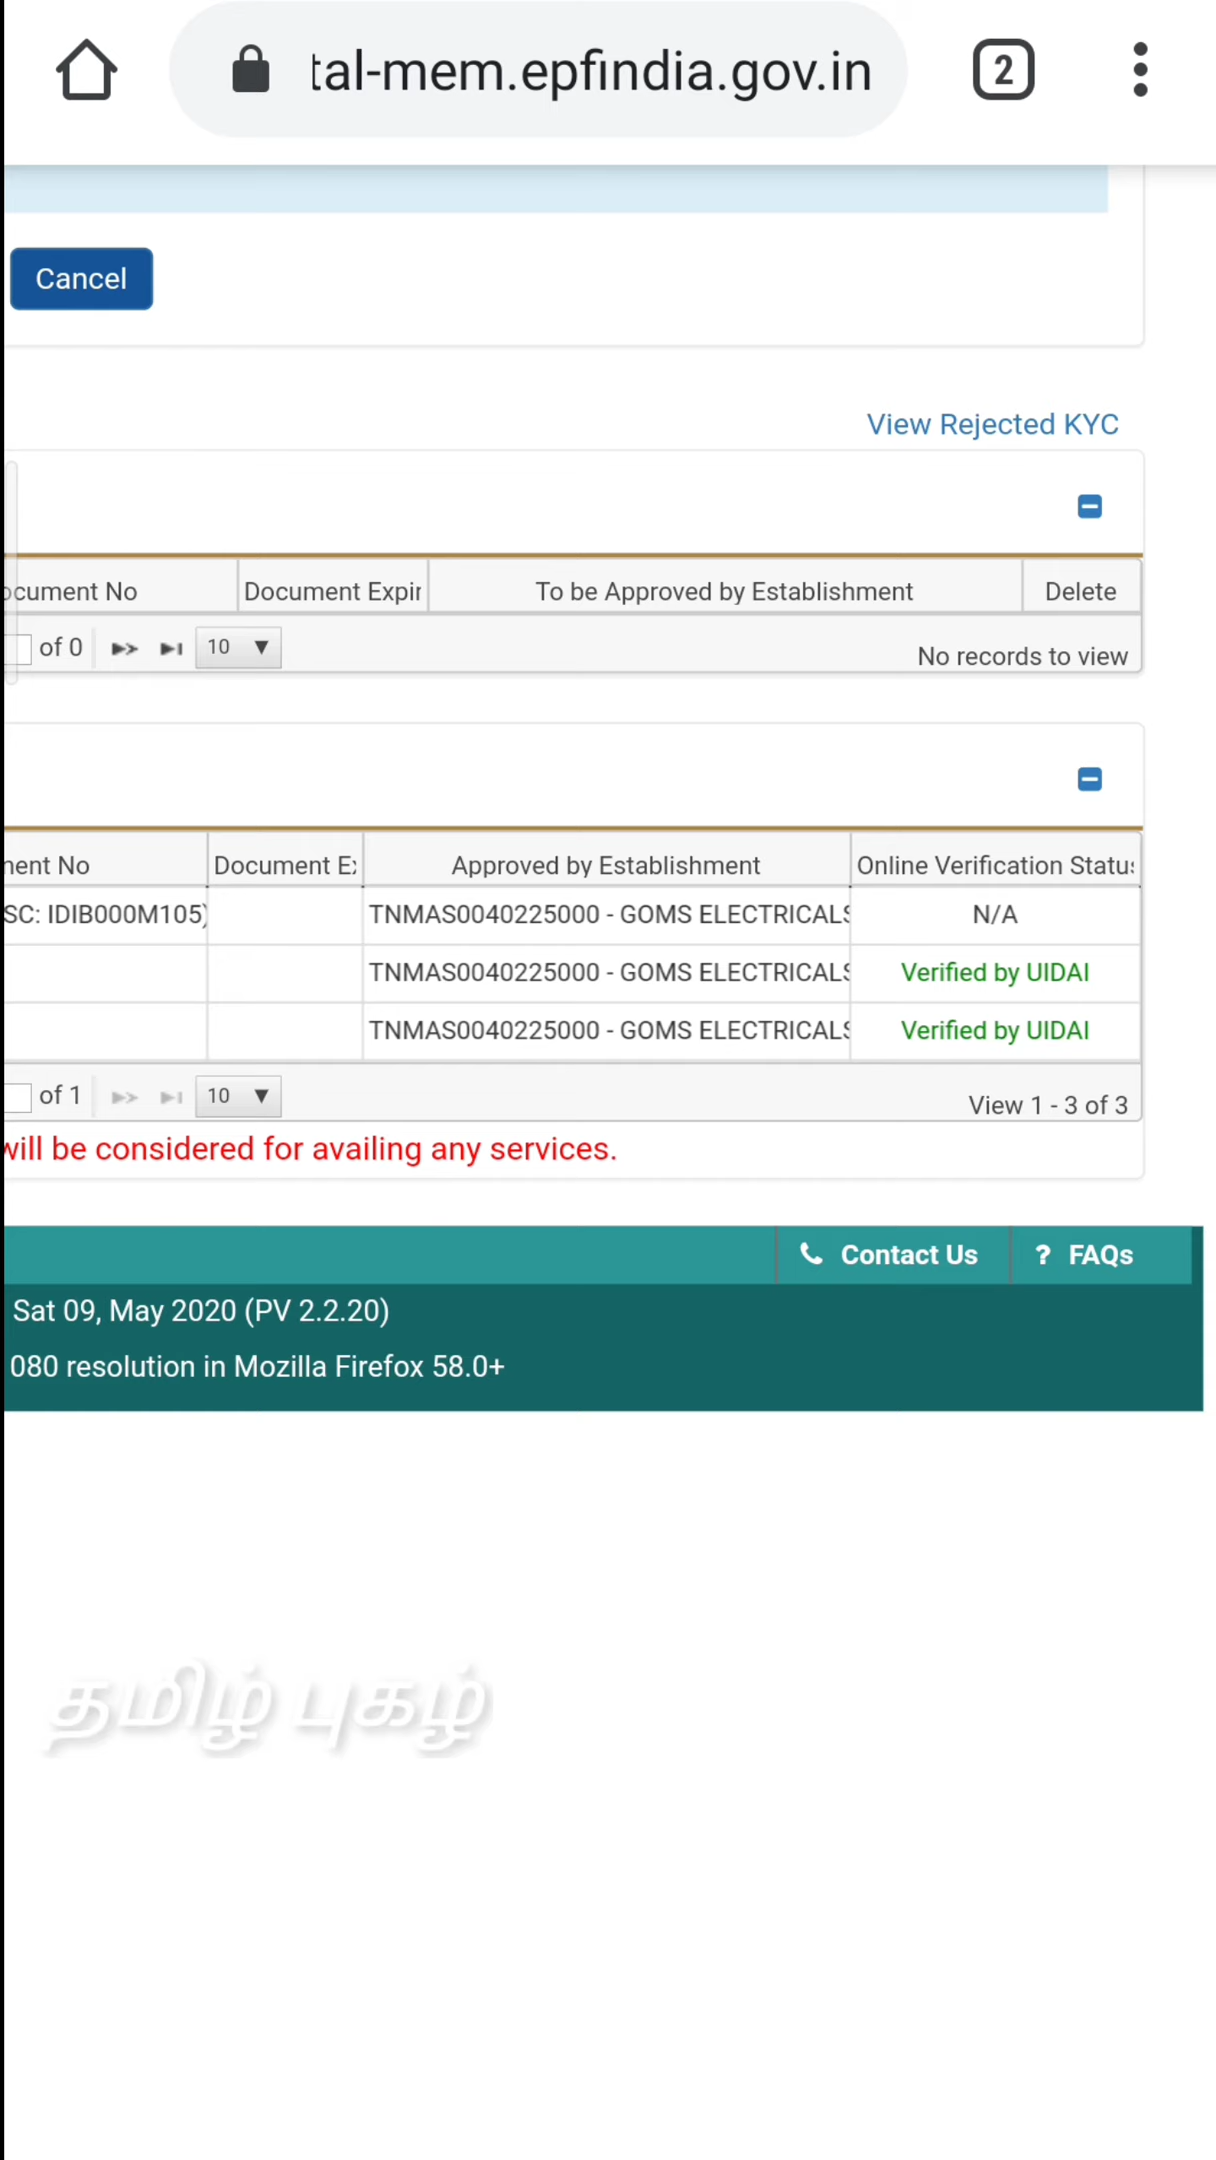 tal-mem.epfindia.gov.in
2
Cancel
View Rejected KYC
ocument No Document Expir To be Approved by Establishment Delete
of 0 10 No records to view
nent No Document Ex Approved by Establishment Online Verification Status
SC: IDIB000M105) TNMAS0040225000 - GOMS ELECTRICALS N/A
TNMAS0040225000 - GOMS ELECTRICALS Verified by UIDAI
TNMAS0040225000 - GOMS ELECTRICALS Verified by UIDAI
of 1 10 View 1 - 3 of 3
will be considered for availing any services.
Contact Us ? FAQs
Sat 09, May 2020 (PV 2.2.20)
080 resolution in Mozilla Firefox 58.0+
தமிழ் புகழ்